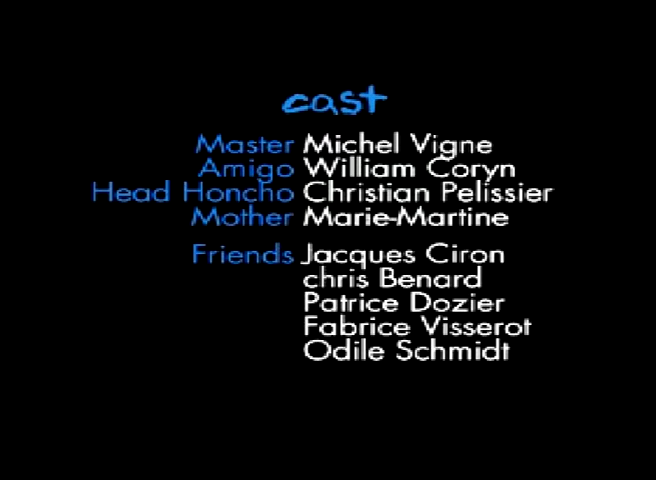 cast
Master Michel Vigne
Amigo William Coryn
Head Honcho Christian Pelissier
Mother Marie-Martine
Friends Jacques Ciron
chris Benard
Patrice Dozier
Fabrice Visserot
Odile Schmidt